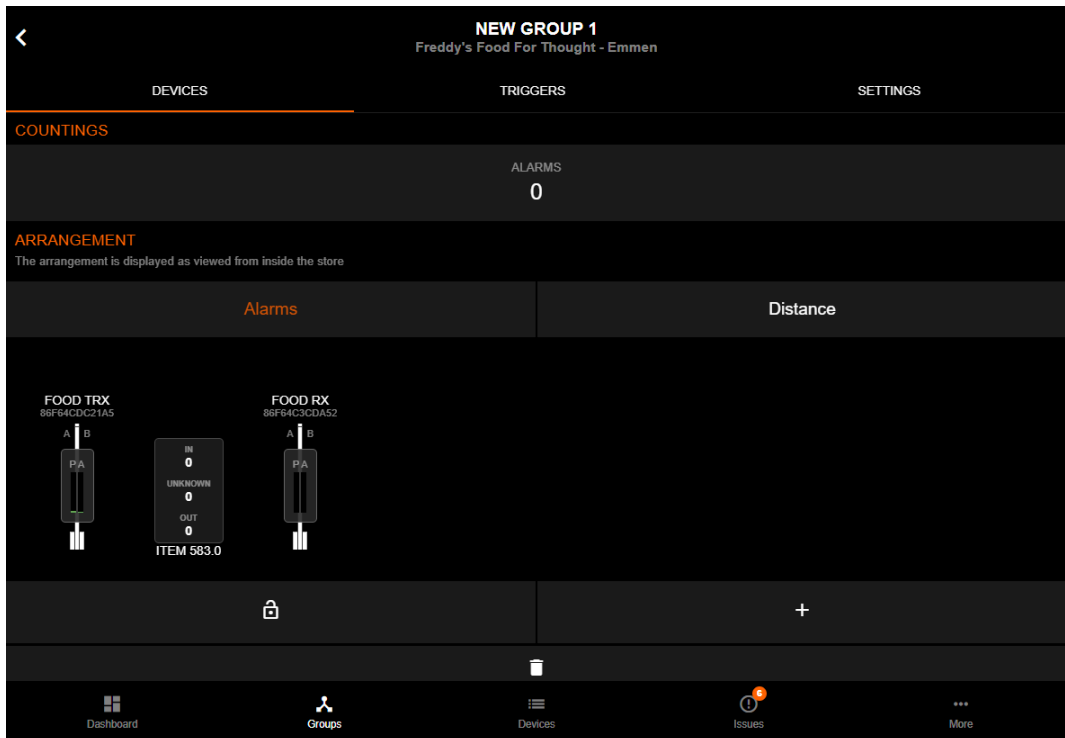 NEW GROUP 1
Freddy's Food For Thought - Emmen
DEVICES
TRIGGERS
SETTINGS
COUNTINGS
ALARMS
0
ARRANGEMENT
The arrangement is displayed as viewed from inside the store
Alarms
Distance
FOOD TRX
86F64CDC21A5
A B
P A
IN
0
UNKNOWN
0
OUT
0
ITEM 583.0
FOOD RX
86F64C3CDA52
A B
P A
+
Dashboard
Groups
Devices
6
Issues
More